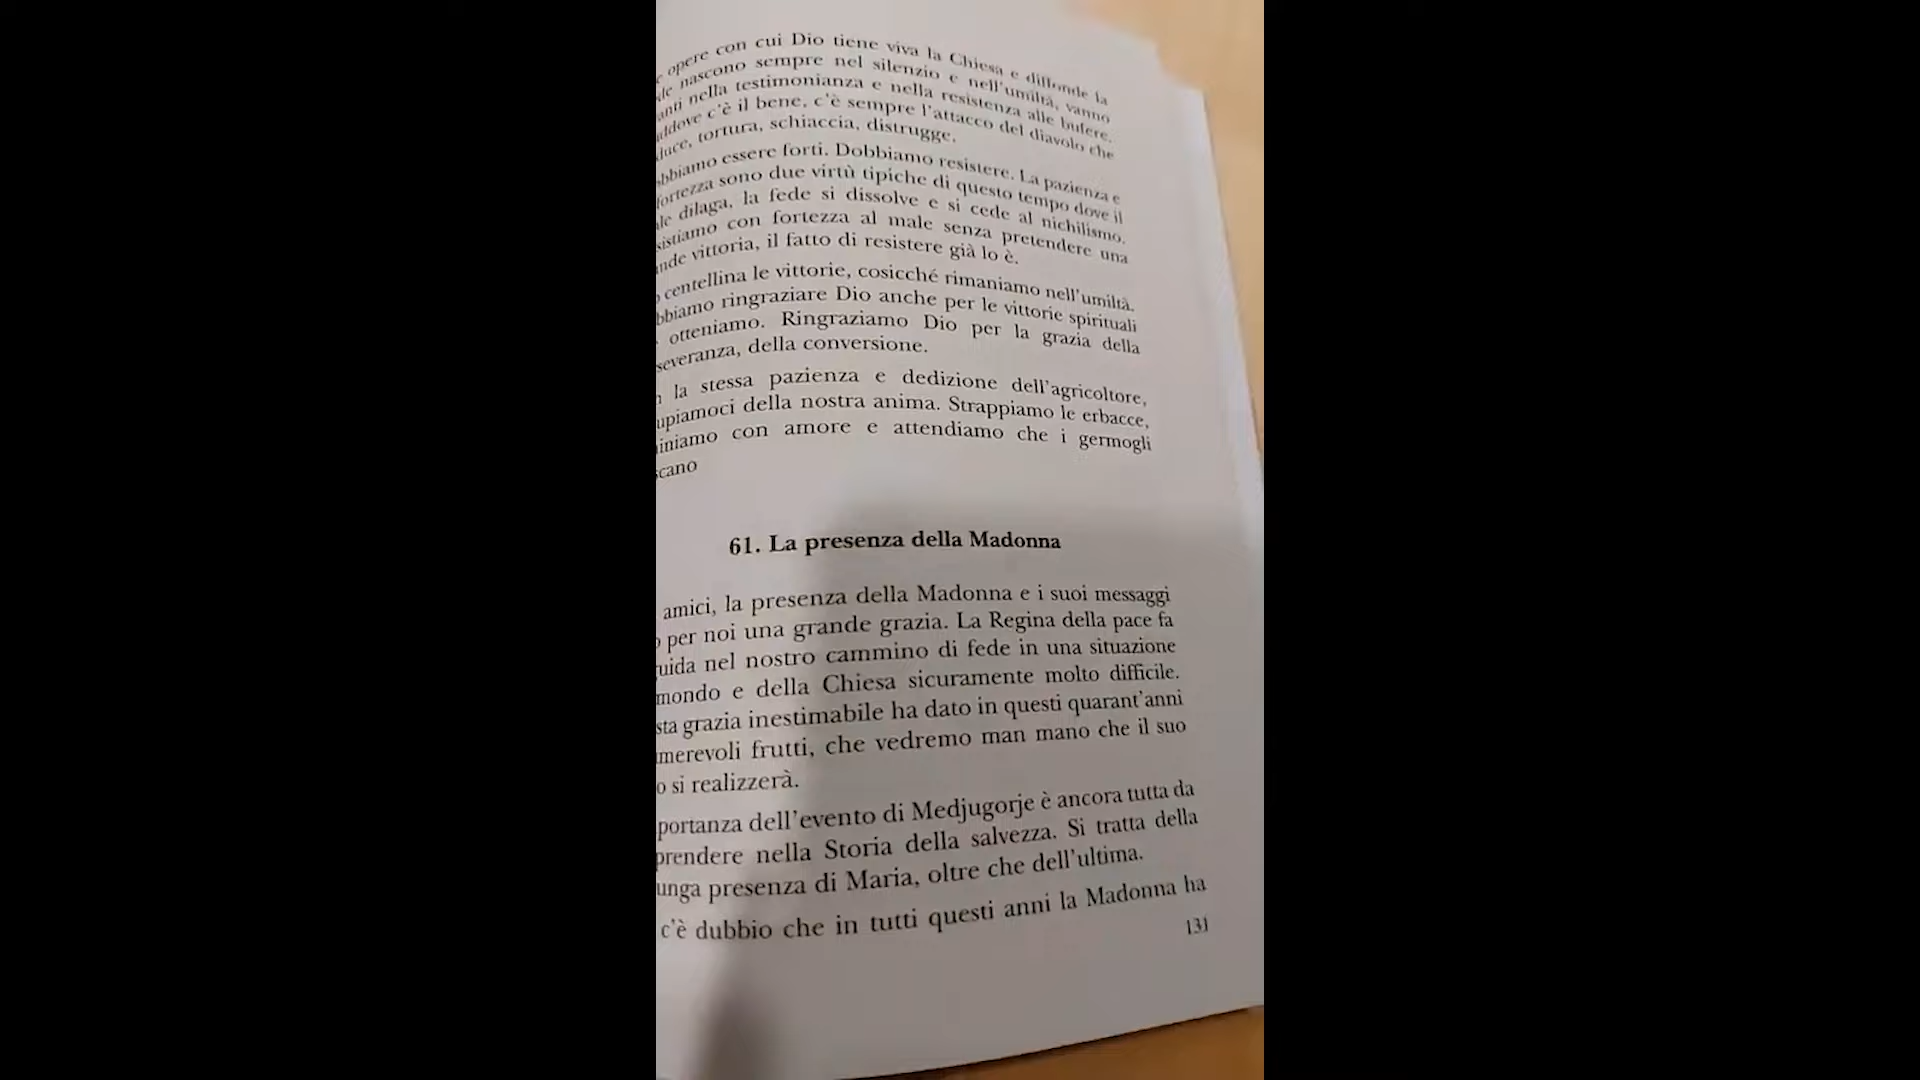 opere con cui Dio tiene viva la Chiesa e diffonde la
nascono sempre nel silenzio e nell'umiltà, vanno
nella testimonianza e nella resistenza alle bufere.
c'è il bene, c'è sempre l'attacco del diavolo che
tortura, schiaccia, distrugge.
essere forti. Dobbiamo resistere. La pazienza e
fortezza sono due virtù tipiche di questo tempo dove il
dilaga, la fede si dissolve e si cede al nichilismo.
con fortezza al male senza pretendere una
vittoria, il fatto di resistere già lo è.
centellina le vittorie, cosicché rimaniamo nell'umiltà.
ringraziare Dio anche per le vittorie spirituali
otteniamo. Ringraziamo Dio per la grazia della
severanza, della conversione.
la stessa pazienza e dedizione dell'agricoltore,
upiamoci della nostra anima. Strappiamo le erbacce,
con amore e attendiamo che i germogli
scano
61. La presenza della Madonna
amici, la presenza della Madonna e i suoi messaggi
per noi una grande grazia. La Regina della pace fa
uida nel nostro cammino di fede in una situazione
mondo e della Chiesa sicuramente molto difficile.
sta grazia inestimabile ha dato in questi quarant'anni
merevoli frutti, che vedremo man mano che il suo
o si realizzerà.
portanza dell'evento di Medjugorje è ancora tutta da
prendere nella Storia della salvezza. Si tratta della
unga presenza di Maria, oltre che dell'ultima.
c'è dubbio che in tutti questi anni la Madonna ha
131